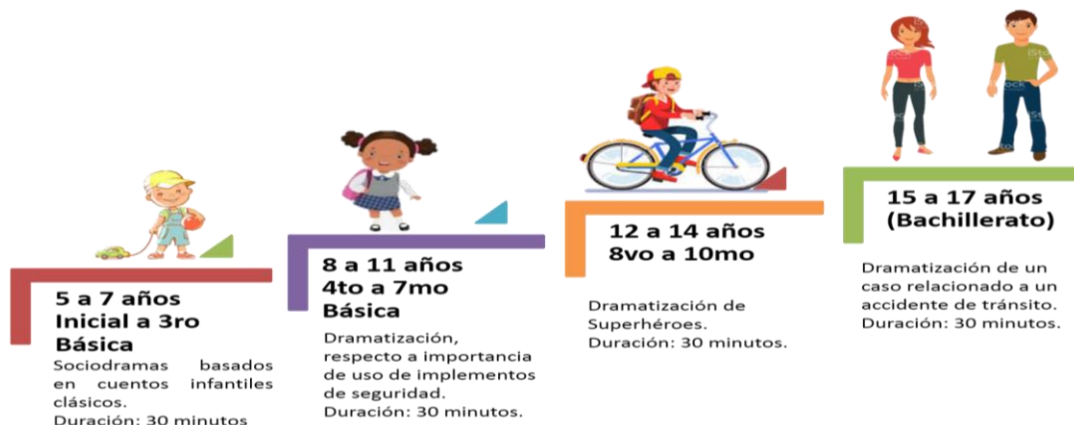 5 a 7 años
Inicial a 3ro
Básica
Sociodramas basados
en cuentos infantiles
clásicos.
Duración: 30 minutos
8 a 11 años
4to a 7mo
Básica
Dramatización,
respecto a importancia
de uso de implementos
de seguridad.
Duración: 30 minutos.
12 a 14 años
8vo a 10mo
Dramatización de
Superhéroes.
Duración: 30 minutos.
15 a 17 años
(Bachillerato)
Dramatización de un
caso relacionado a un
accidente de tránsito.
Duración: 30 minutos.